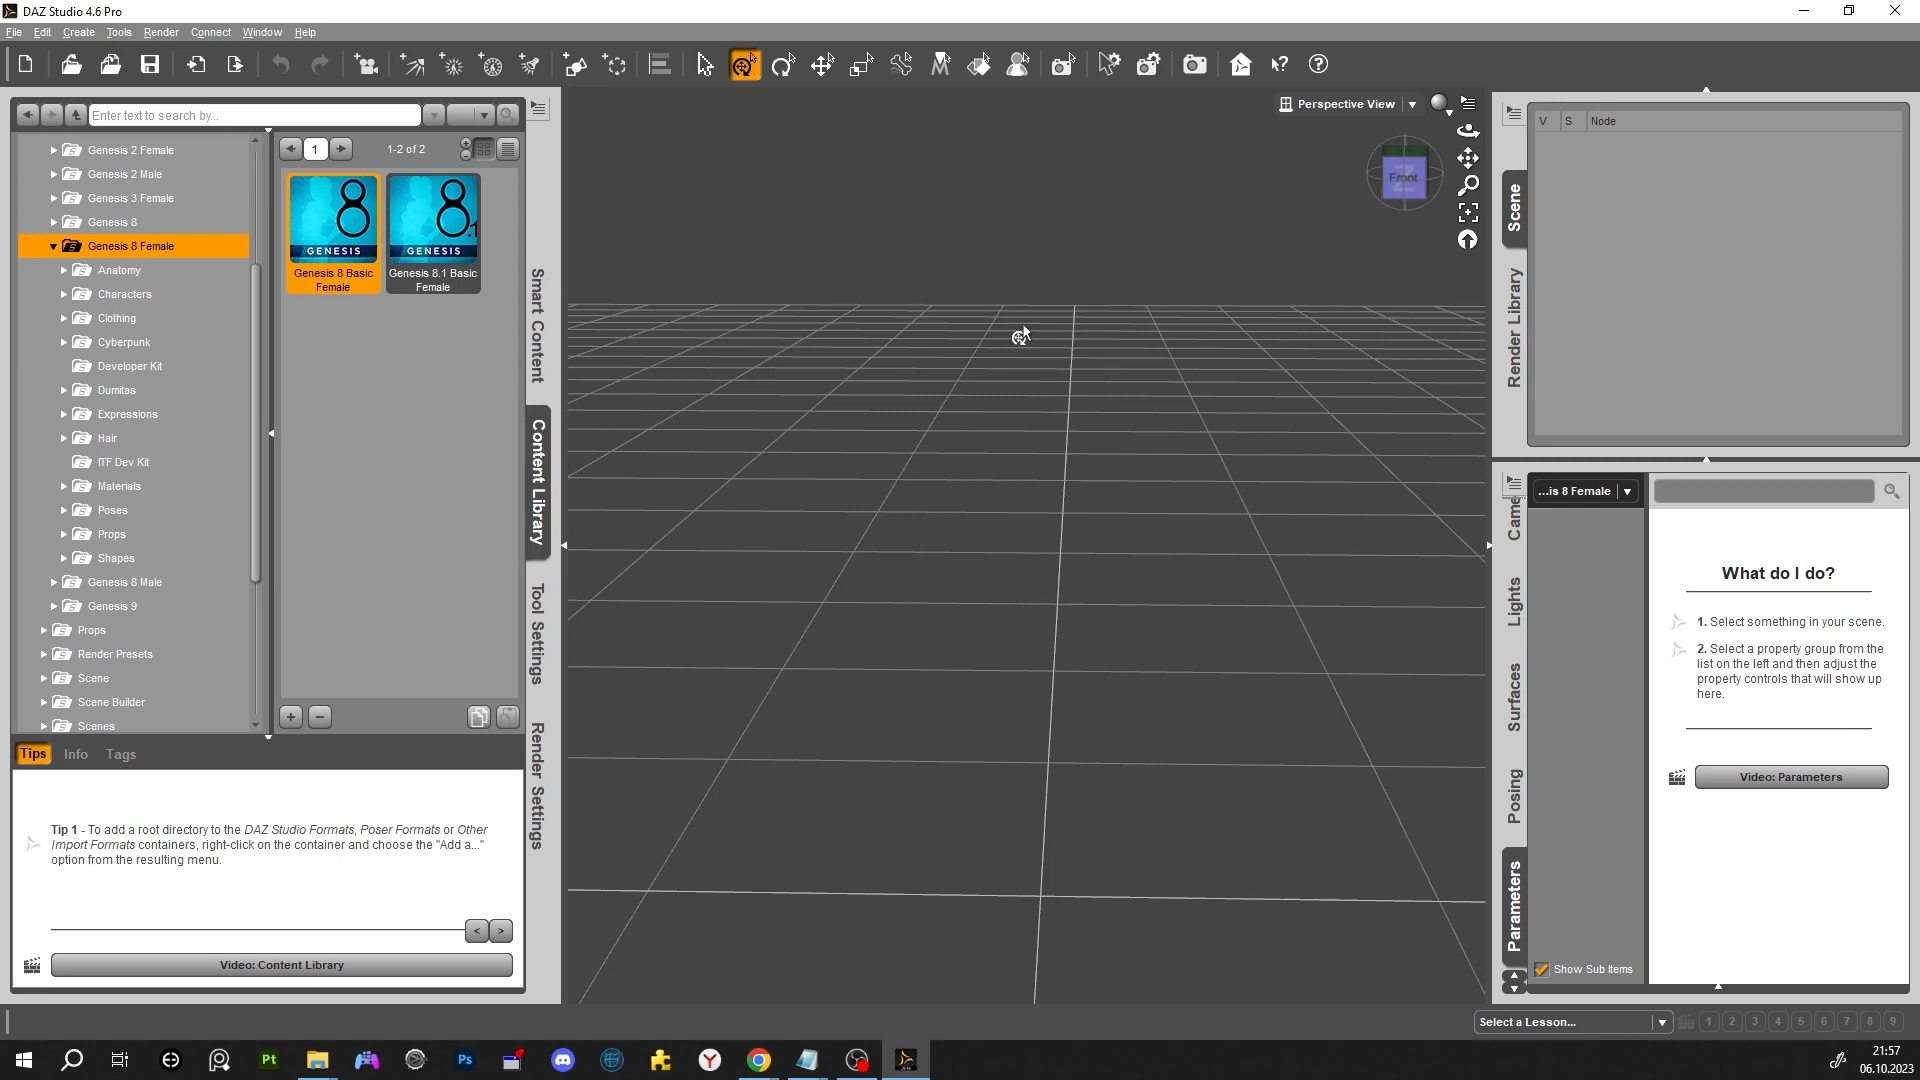 DAZ Studio 4.6 Pro
File Edit Create Tools Render Connect Window Help
Enter text to search by...
Genesis 2 Female
Genesis 2 Male
Genesis 3 Female
Genesis 8
Genesis 8 Female
Anatomy
Characters
Clothing
Cyberpunk
Developer Kit
Dumitas
Expressions
Hair
ITF Dev Kit
Materials
Poses
Props
Shapes
Genesis 8 Male
Genesis 9
Props
Render Presets
Scene
Scene Builder
Scenes
1
1-2 of 2
8
GENESIS
Genesis 8 Basic
Female
8.1
GENESIS
Genesis 8.1 Basic
Female
Smart Content
Content Library
Tool Settings
Render Settings
Tips Info Tags
Tip 1 - To add a root directory to the DAZ Studio Formats, Poser Formats or Other
Import Formats containers, right-click on the container and choose the "Add a..."
option from the resulting menu.
< >
Video: Content Library
Perspective View
Front
Z
V S Node
Scene
Render Library
...is 8 Female
Came
Lights
Surfaces
Posing
Parameters
What do I do?
1. Select something in your scene.
2. Select a property group from the
list on the left and then adjust the
property controls that will show up
here.
Video: Parameters
Show Sub Items
Select a Lesson...
1 2 3 4 5 6 7 8 9
Pt
Ps
Y
21:57
06.10.2023